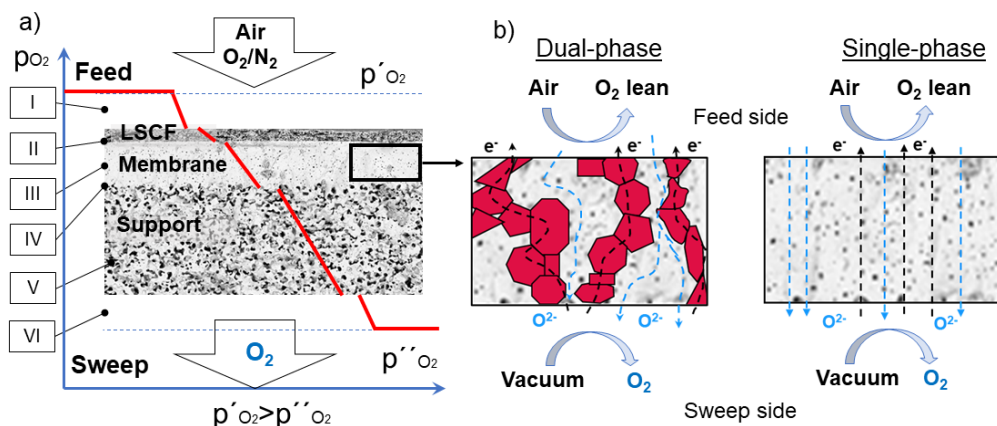 a)
Air
O₂/N₂
pO₂
Feed
p´O₂
I
II
III
IV
V
VI
LSCF
Membrane
Support
O₂
Sweep
p´´O₂
p´O₂>p´´O₂
b)
Dual-phase
Single-phase
Air
O₂ lean
Air
O₂ lean
Feed side
e⁻
e⁻
e⁻
e⁻
e⁻
O²⁻
O²⁻
O²⁻
O²⁻
Vacuum
O₂
Vacuum
O₂
Sweep side